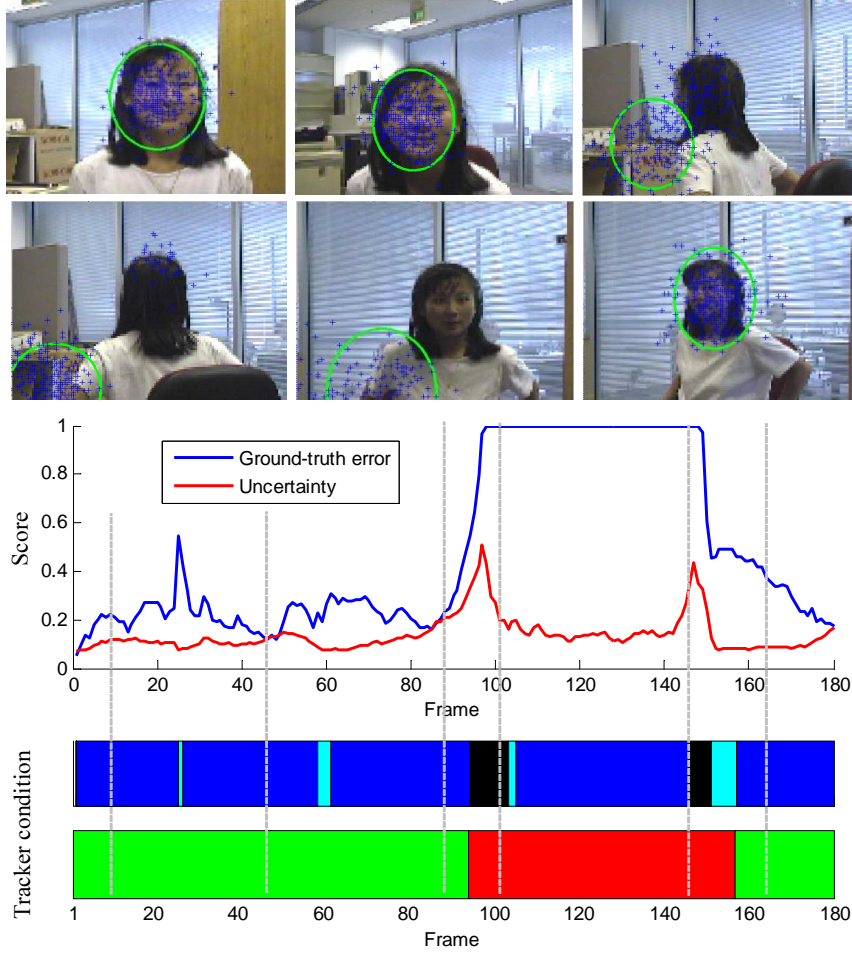 1
0.8
0.6
0.4
0.2
0
Score
Ground-truth error
Uncertainty
0 20 40 60 80 100 120 140 160 180
Frame
Tracker condition
1 20 40 60 80 100 120 140 160 180
Frame